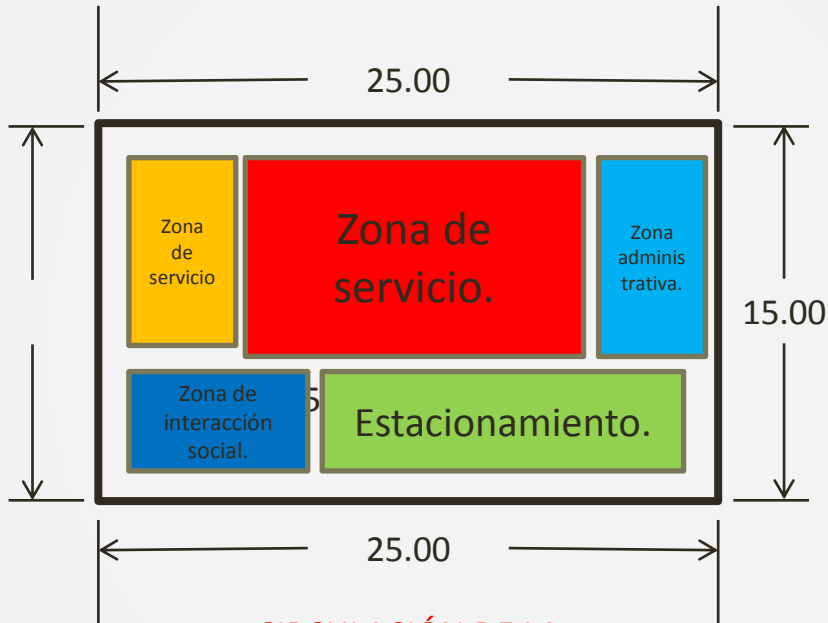 25.00
Zona
de
servicio
Zona de
servicio.
Zona
adminis
trativa.
15.00
Zona de
interacción
social.
5
Estacionamiento.
25.00